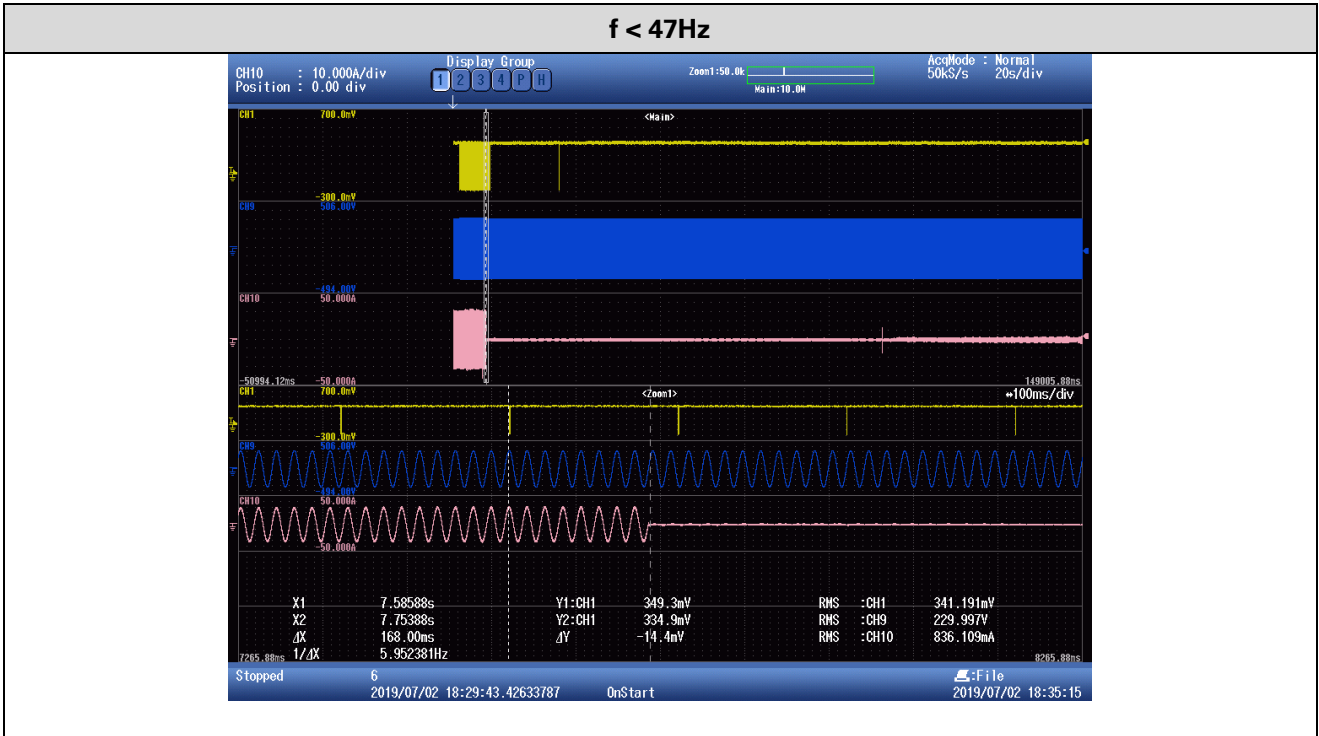 f < 47Hz
Display Group
CH10 : 10.000A/div
Position : 0.00 div
1 2 3 4 P H
Zoom1:50.0k
Main:10.0M
AcqMode : Normal
50kS/s 20s/div
CH1 700.0mV
<Main>
-300.0mV
CH9 506.00V
-494.00V
CH10 50.000A
-50994.12ms -50.000A 149005.88ms
CH1 700.0mV
<Zoom1>
100ms/div
-300.0mV
CH9 506.00V
-494.00V
CH10 50.000A
-50.000A
X1 7.58588s Y1:CH1 349.3mV RMS :CH1 341.191mV
X2 7.75388s Y2:CH1 334.9mV RMS :CH9 229.997V
ΔX 168.00ms ΔY -14.4mV RMS :CH10 836.109mA
7265.88ms 1/ΔX 5.952381Hz 8265.88ms
Stopped 6 :File
2019/07/02 18:29:43.42633787 OnStart 2019/07/02 18:35:15